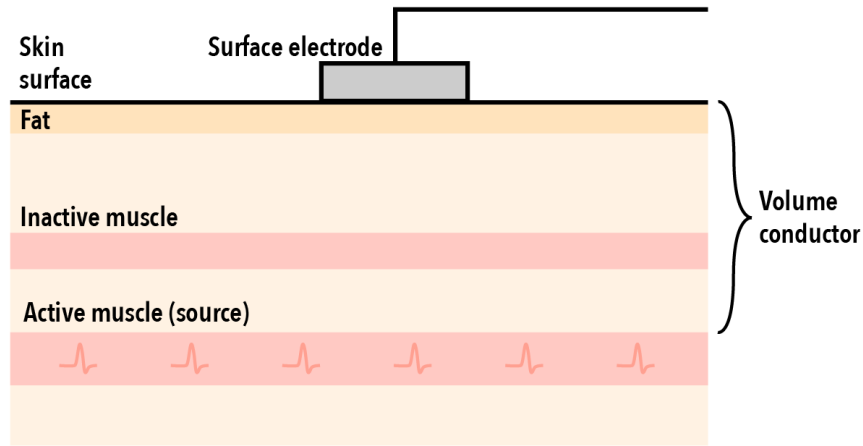 Skin
surface
Surface electrode
Fat
Inactive muscle
Active muscle (source)
Volume
conductor